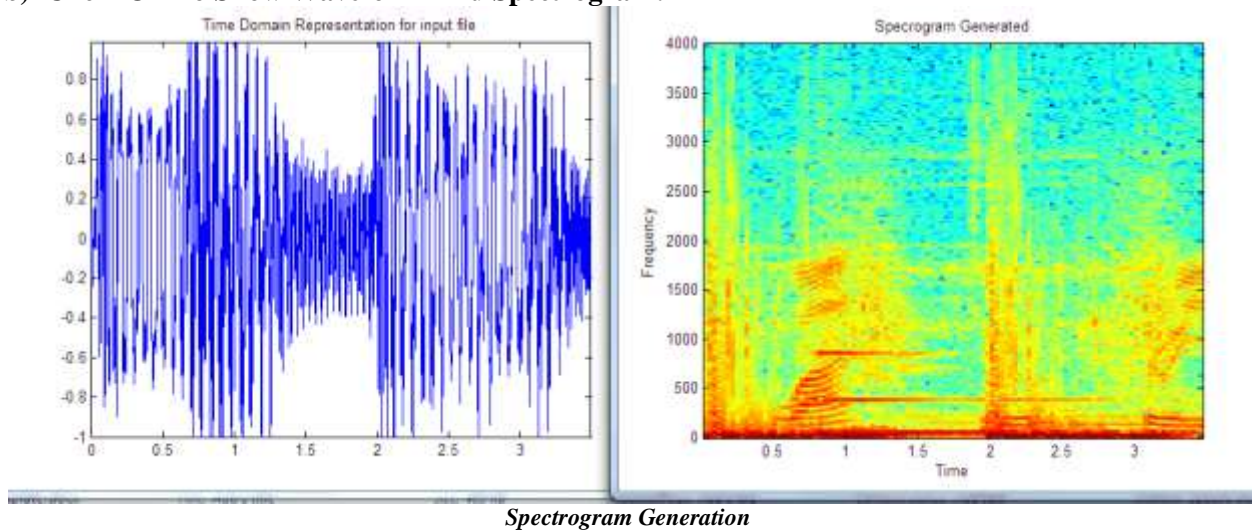 Time Domain Representation for input file
0.8
0.6
0.4
0.2
0
-0.2
-0.4
-0.6
-0.8
-1
0 0.5 1 1.5 2 2.5 3
Specrogram Generated
Frequency
4000
3500
3000
2500
2000
1500
1000
500
0
0.5 1 1.5 2 2.5 3
Time
Spectrogram Generation